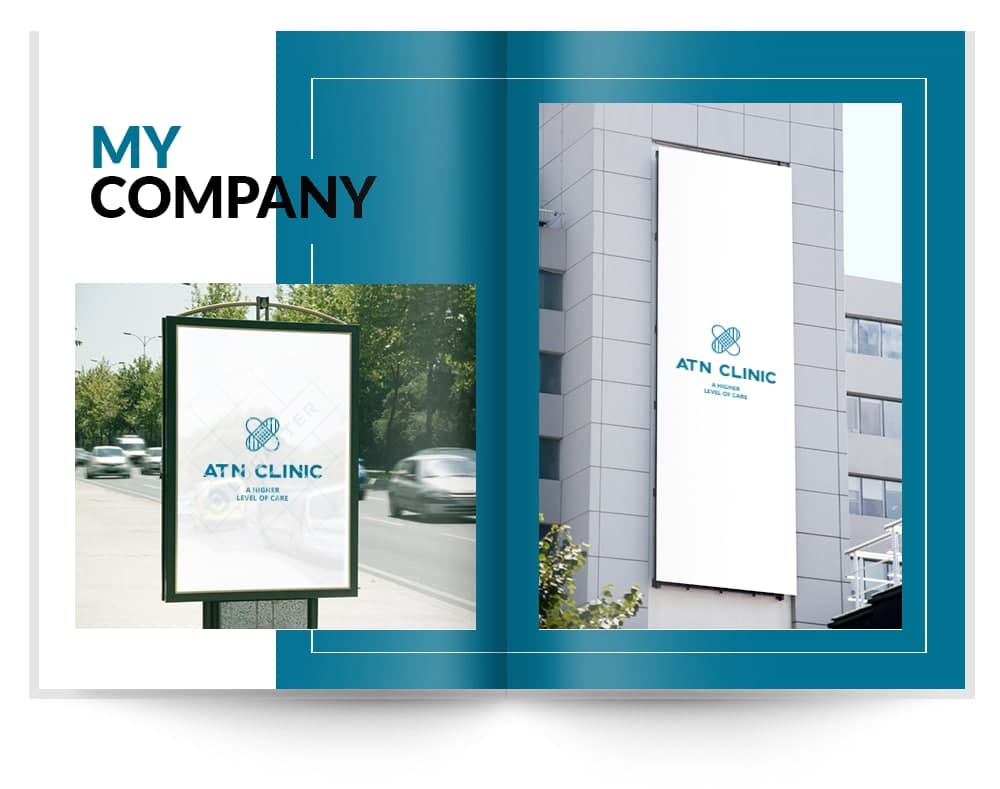 MY
COMPANY
ATN CLINIC
A HIGHER
LEVEL OF CARE
ATN CLINIC
A HIGHER
LEVEL OF CARE